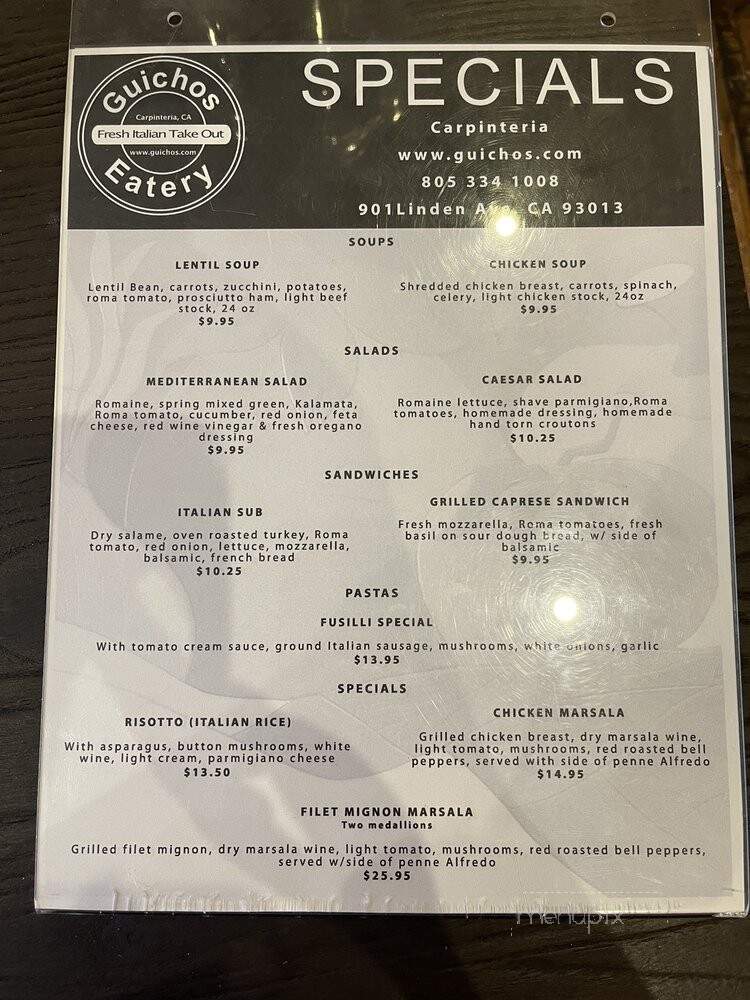 Guichos
Carpinteria, CA
Fresh Italian Take Out
www.guichos.com
Eatery
SPECIALS
Carpinteria
www.guichos.com
805 334 1008
901Linden Ave, CA 93013
SOUPS
LENTIL SOUP
Lentil Bean, carrots, zucchini, potatoes,
roma tomato, prosciutto ham, light beef
stock, 24 oz
$9.95
CHICKEN SOUP
Shredded chicken breast, carrots, spinach,
celery, light chicken stock, 24oz
$9.95
SALADS
MEDITERRANEAN SALAD
Romaine, spring mixed green, Kalamata,
Roma tomato, cucumber, red onion, feta
cheese, red wine vinegar & fresh oregano
dressing
$9.95
CAESAR SALAD
Romaine lettuce, shave parmigiano,Roma
tomatoes, homemade dressing, homemade
hand torn croutons
$10.25
SANDWICHES
ITALIAN SUB
Dry salame, oven roasted turkey, Roma
tomato, red onion, lettuce, mozzarella,
balsamic, french bread
$10.25
GRILLED CAPRESE SANDWICH
Fresh mozzarella, Roma tomatoes, fresh
basil on sour dough bread, w/ side of
balsamic
$9.95
PASTAS
FUSILLI SPECIAL
With tomato cream sauce, ground Italian sausage, mushrooms, white onions, garlic
$13.95
SPECIALS
RISOTTO (ITALIAN RICE)
With asparagus, button mushrooms, white
wine, light cream, parmigiano cheese
$13.50
CHICKEN MARSALA
Grilled chicken breast, dry marsala wine,
light tomato, mushrooms, red roasted bell
peppers, served with side of penne Alfredo
$14.95
FILET MIGNON MARSALA
Two medallions
Grilled filet mignon, dry marsala wine, light tomato, mushrooms, red roasted bell peppers,
served w/side of penne Alfredo
$25.95
menupix